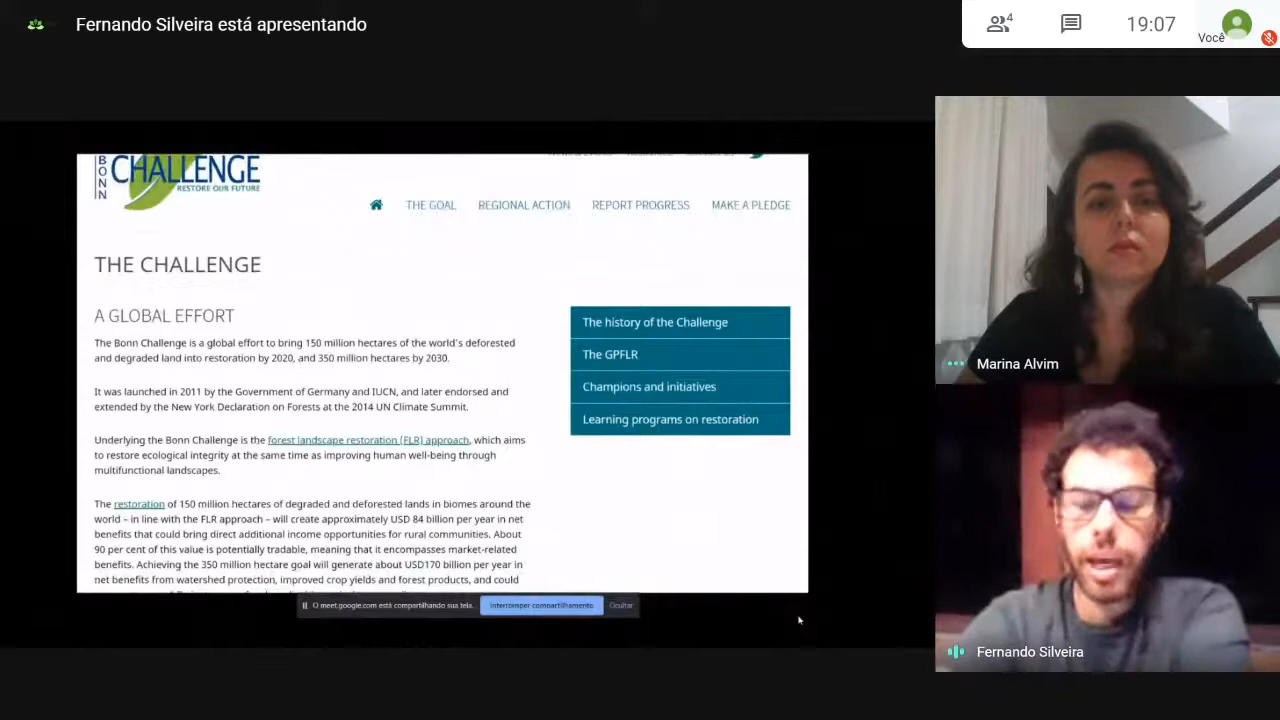 Fernando Silveira está apresentando
4
19:07
Você
BONN
CHALLENGE
RESTORE OUR FUTURE
THE GOAL
REGIONAL ACTION
REPORT PROGRESS
MAKE A PLEDGE
THE CHALLENGE
A GLOBAL EFFORT
The Bonn Challenge is a global effort to bring 150 million hectares of the world's deforested
and degraded land into restoration by 2020, and 350 million hectares by 2030.
It was launched in 2011 by the Government of Germany and IUCN, and later endorsed and
extended by the New York Declaration on Forests at the 2014 UN Climate Summit.
Underlying the Bonn Challenge is the forest landscape restoration (FLR) approach, which aims
to restore ecological integrity at the same time as improving human well-being through
multifunctional landscapes.
The restoration of 150 million hectares of degraded and deforested lands in biomes around the
world – in line with the FLR approach – will create approximately USD 84 billion per year in net
benefits that could bring direct additional income opportunities for rural communities. About
90 per cent of this value is potentially tradable, meaning that it encompasses market-related
benefits. Achieving the 350 million hectare goal will generate about USD170 billion per year in
net benefits from watershed protection, improved crop yields and forest products, and could
The history of the Challenge
The GPFLR
Champions and initiatives
Learning programs on restoration
O meet.google.com está compartilhando sua tela.
Interromper compartilhamento
Ocultar
Marina Alvim
Fernando Silveira